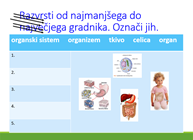 Razvrsti od najmanjšega do
največjega gradnika. Označi jih.
organski sistem organizem tkivo celica organ
1.
2.
3.
4.
5.